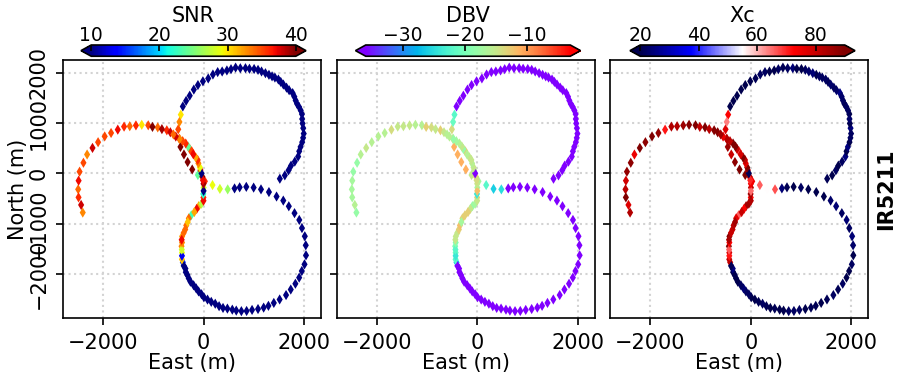 SNR DBV Xc
10 20 30 40 −30 −20 −10 20 40 60 80
North (m)
2000
1000
0
−1000
−2000
−2000 0 2000 −2000 0 2000 −2000 0 2000
East (m) East (m) East (m)
IR5211